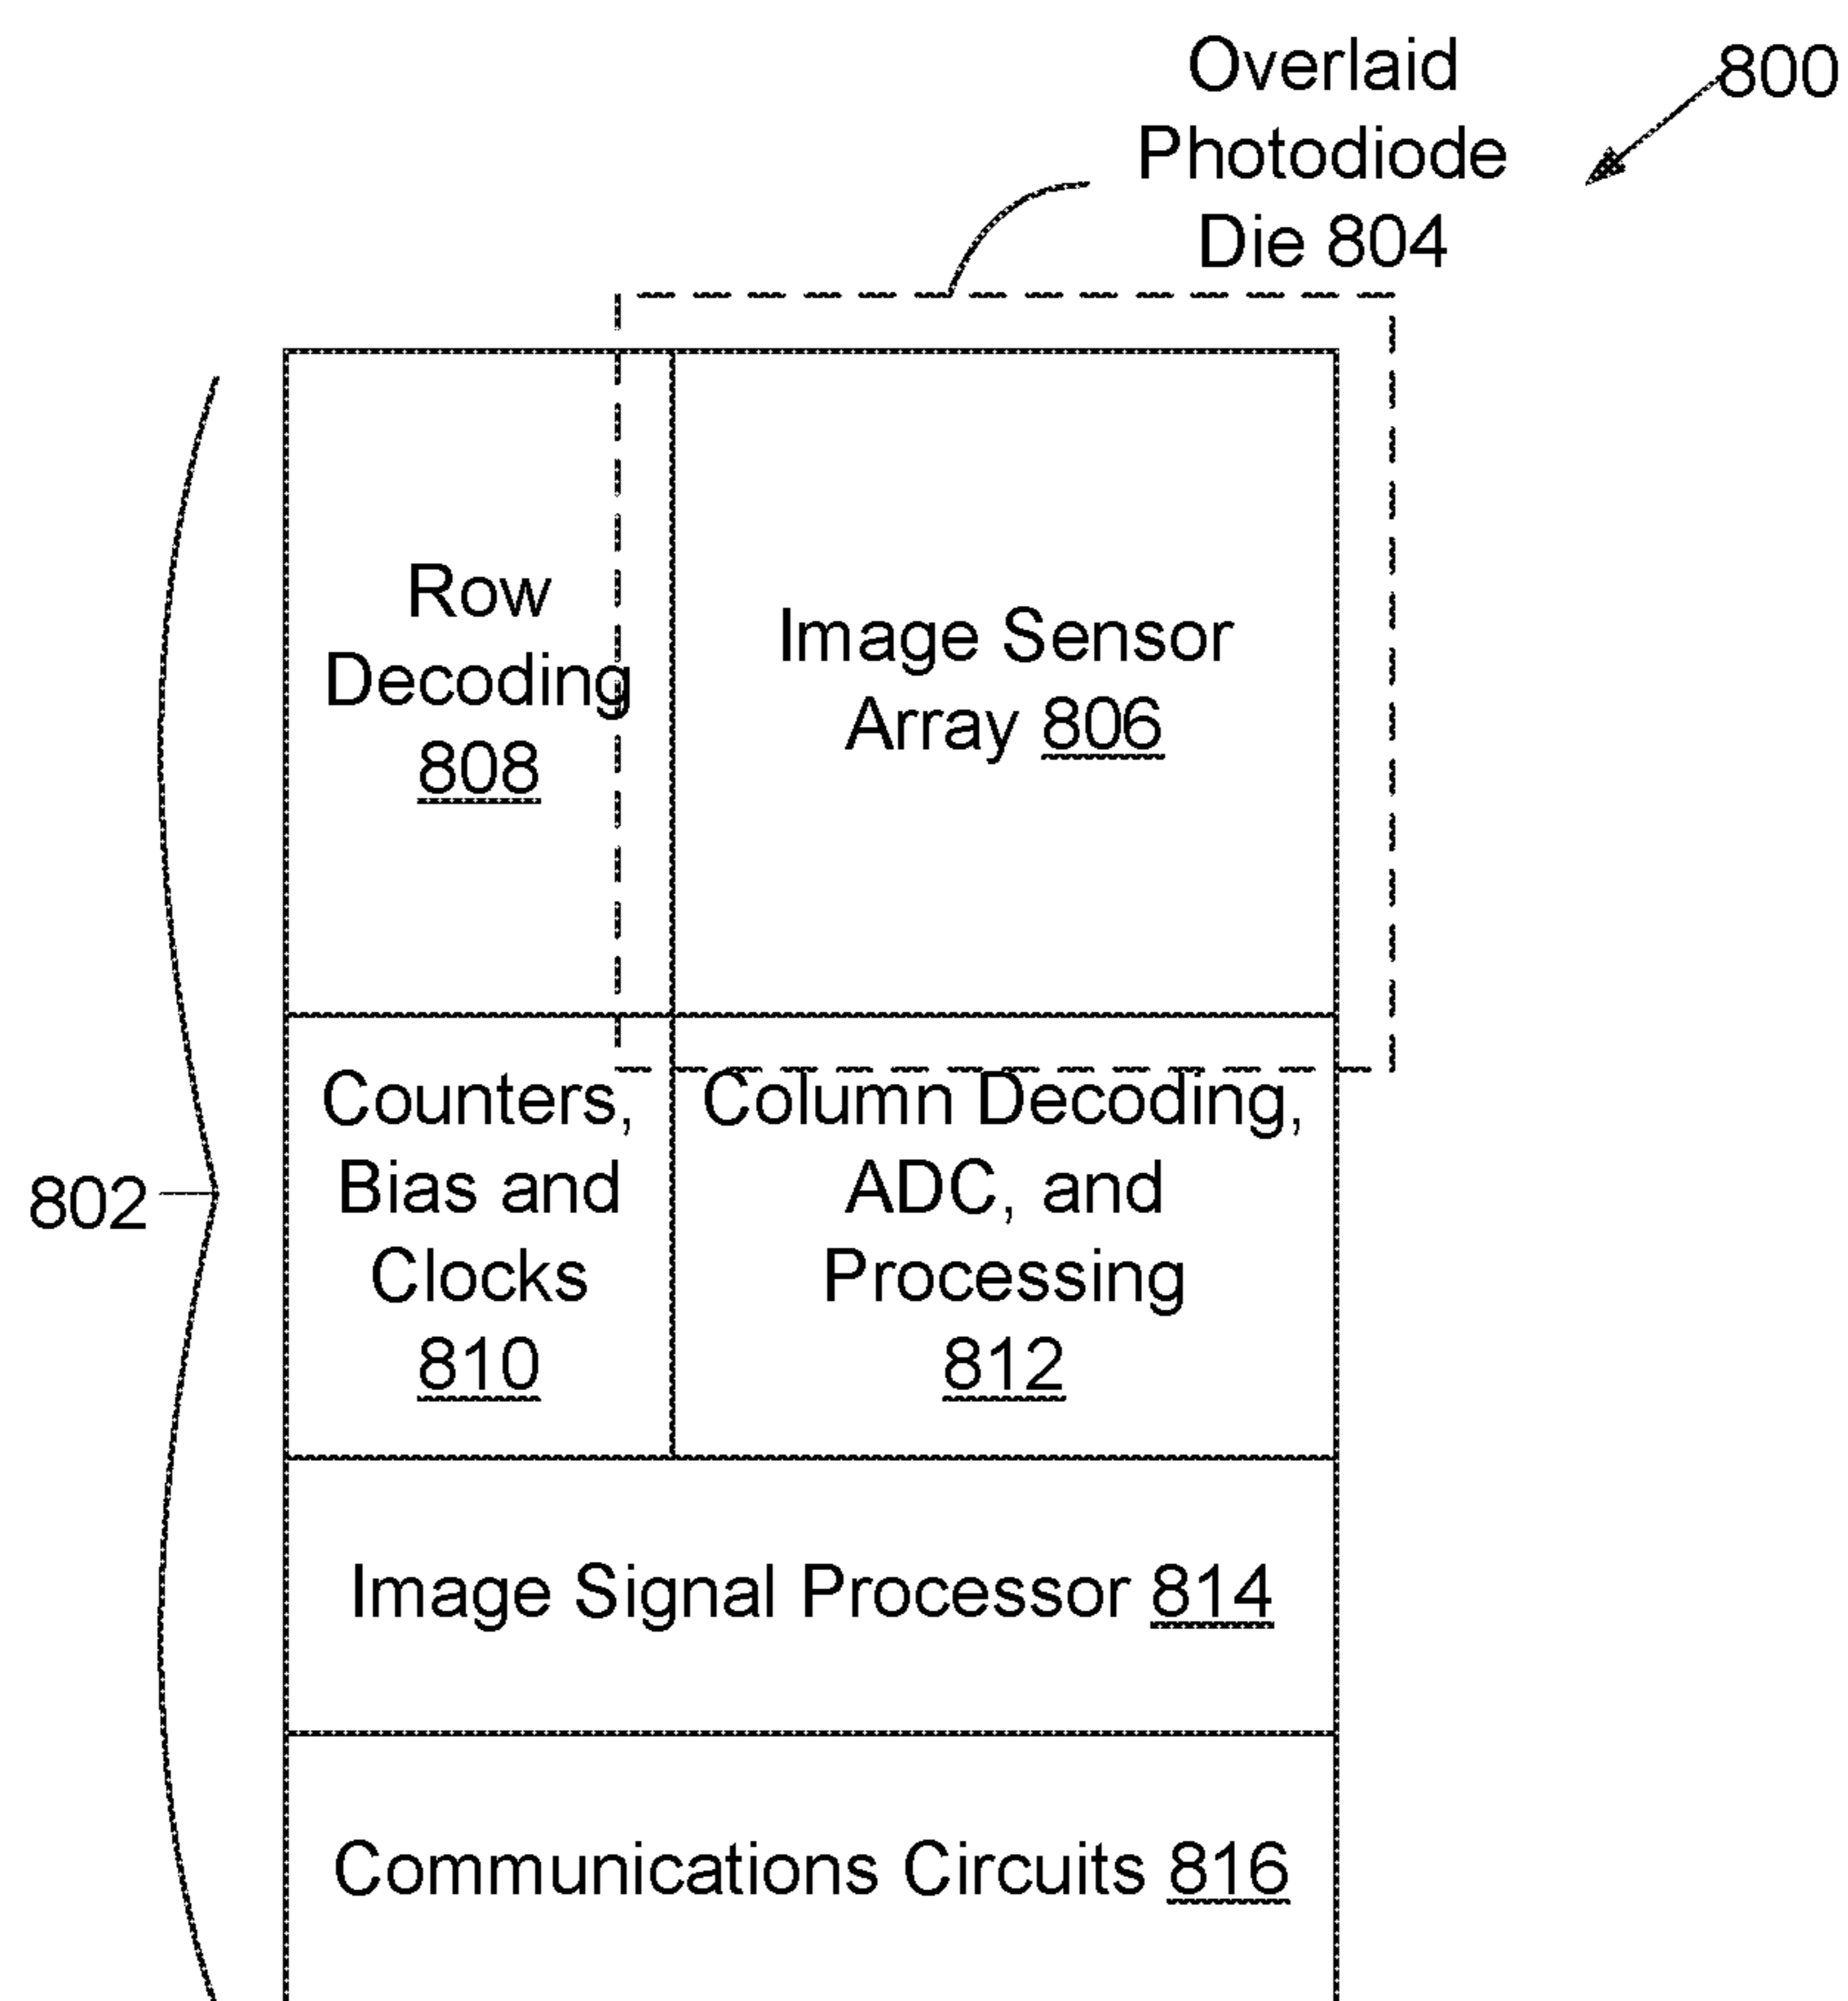 Overlaid
Photodiode
Die 804
800
Row
Decoding
808
Image Sensor
Array 806
802
Counters,
Bias and
Clocks
810
Column Decoding,
ADC, and
Processing
812
Image Signal Processor 814
Communications Circuits 816